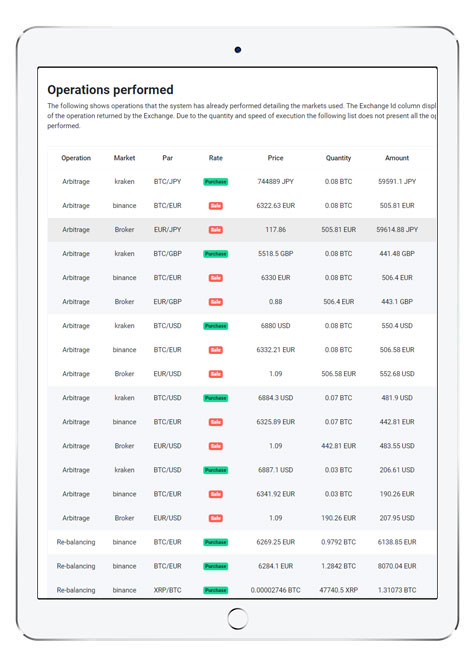 Operations performed
The following shows operations that the system has already performed detailing the markets used. The Exchange Id column displ
of the operation returned by the Exchange. Due to the quantity and speed of execution the following list does not present all the op
performed.
Operation Market Par Rate Price Quantity Amount
Arbitrage kraken BTC/JPY Purchase 744889 JPY 0.08 BTC 59591.1 JPY
Arbitrage binance BTC/EUR Sale 6322.63 EUR 0.08 BTC 505.81 EUR
Arbitrage Broker EUR/JPY Sale 117.86 505.81 EUR 59614.88 JPY
Arbitrage kraken BTC/GBP Purchase 5518.5 GBP 0.08 BTC 441.48 GBP
Arbitrage binance BTC/EUR Sale 6330 EUR 0.08 BTC 506.4 EUR
Arbitrage Broker EUR/GBP Sale 0.88 506.4 EUR 443.1 GBP
Arbitrage kraken BTC/USD Purchase 6880 USD 0.08 BTC 550.4 USD
Arbitrage binance BTC/EUR Sale 6332.21 EUR 0.08 BTC 506.58 EUR
Arbitrage Broker EUR/USD Sale 1.09 506.58 EUR 552.68 USD
Arbitrage kraken BTC/USD Purchase 6884.3 USD 0.07 BTC 481.9 USD
Arbitrage binance BTC/EUR Sale 6325.89 EUR 0.07 BTC 442.81 EUR
Arbitrage Broker EUR/USD Sale 1.09 442.81 EUR 483.55 USD
Arbitrage kraken BTC/USD Purchase 6887.1 USD 0.03 BTC 206.61 USD
Arbitrage binance BTC/EUR Sale 6341.92 EUR 0.03 BTC 190.26 EUR
Arbitrage Broker EUR/USD Sale 1.09 190.26 EUR 207.95 USD
Re-balancing binance BTC/EUR Purchase 6269.25 EUR 0.9792 BTC 6138.85 EUR
Re-balancing binance BTC/EUR Purchase 6284.1 EUR 1.2842 BTC 8070.04 EUR
Re-balancing binance XRP/BTC Purchase 0.00002746 BTC 47740.5 XRP 1.31073 BTC